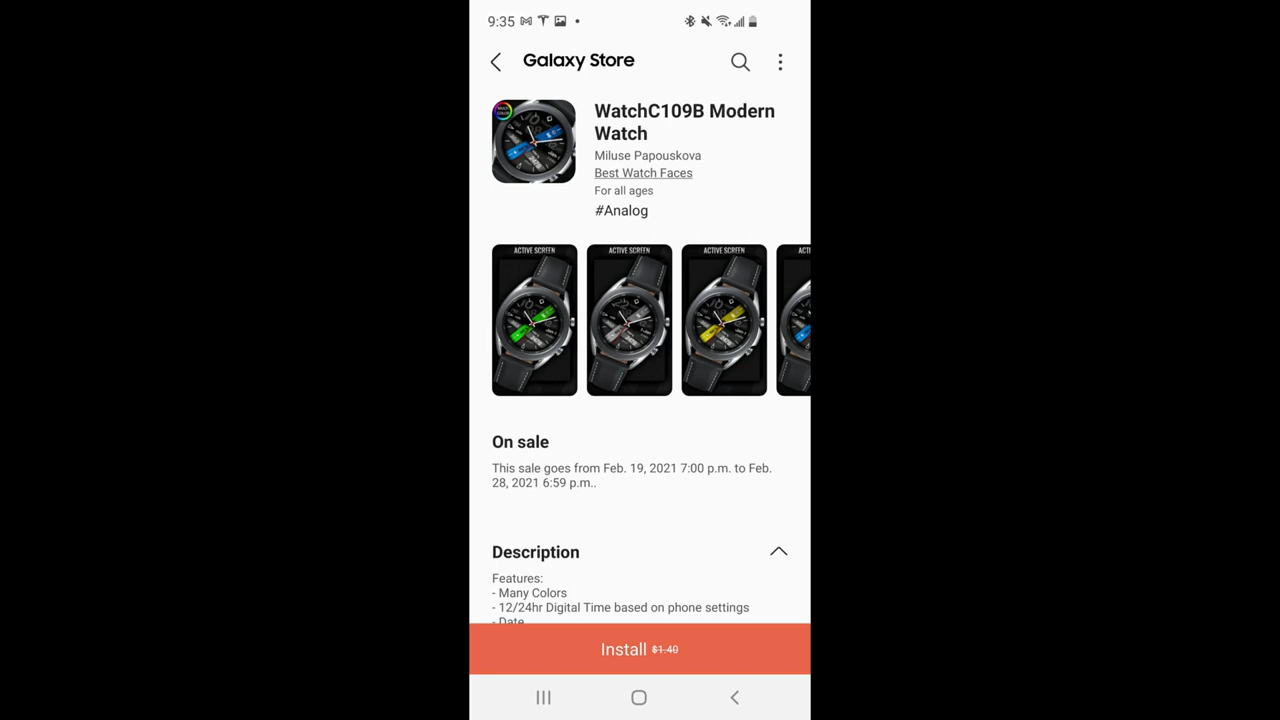 9:35
Galaxy Store
WatchC109B Modern
Watch
Miluse Papouskova
Best Watch Faces
For all ages
#Analog
ACTIVE SCREEN
ACTIVE SCREEN
ACTIVE SCREEN
ACTI
On sale
This sale goes from Feb. 19, 2021 7:00 p.m. to Feb.
28, 2021 6:59 p.m..
Description
Features:
- Many Colors
- 12/24hr Digital Time based on phone settings
- Date
Install $1.40